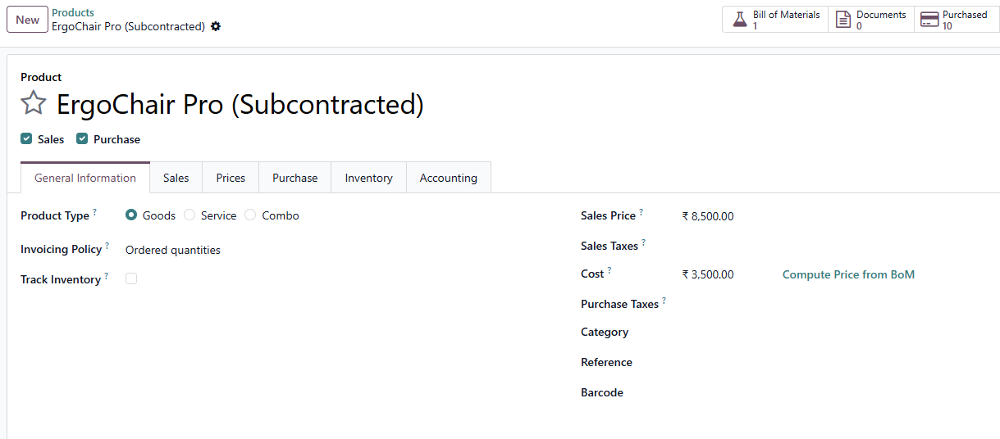 New
Products
ErgoChair Pro (Subcontracted)
Bill of Materials
1
Documents
0
Purchased
10
Product
ErgoChair Pro (Subcontracted)
Sales Purchase
General Information Sales Prices Purchase Inventory Accounting
Product Type ? Goods Service Combo
Sales Price ? ₹ 8,500.00
Invoicing Policy ? Ordered quantities
Sales Taxes ?
Track Inventory ?
Cost ? ₹ 3,500.00 Compute Price from BoM
Purchase Taxes ?
Category
Reference
Barcode